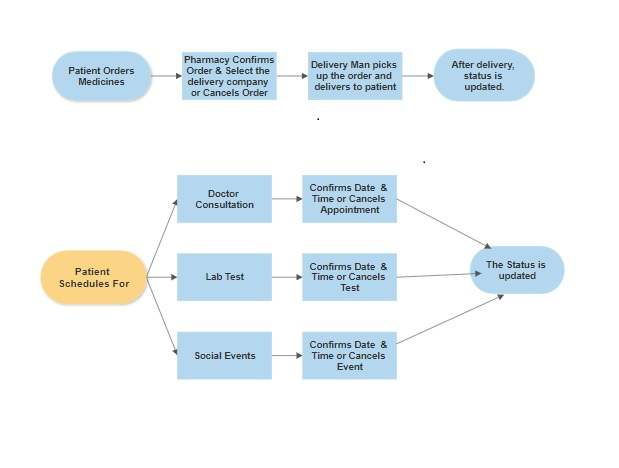 Patient Orders
Medicines
Pharmacy Confirms
Order & Select the
delivery company
or Cancels Order
Delivery Man picks
up the order and
delivers to patient
After delivery,
status is
updated.
Patient
Schedules For
Doctor
Consultation
Confirms Date &
Time or Cancels
Appointment
Lab Test
Confirms Date &
Time or Cancels
Test
Social Events
Confirms Date &
Time or Cancels
Event
The Status is
updated